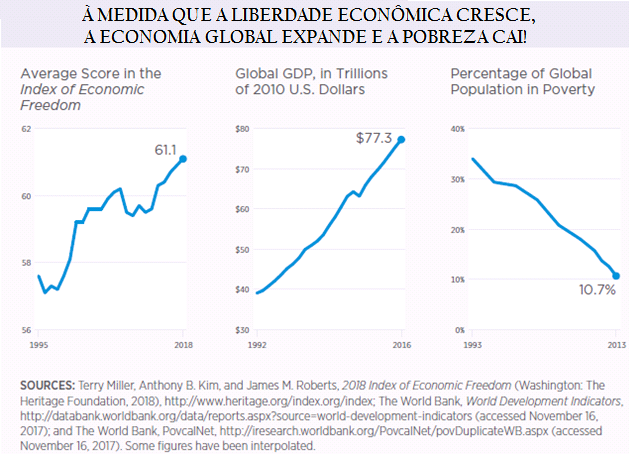 À MEDIDA QUE A LIBERDADE ECONÔMICA CRESCE,
A ECONOMIA GLOBAL EXPANDE E A POBREZA CAI!
Average Score in the
Index of Economic
Freedom
62
60
58
56
61.1
1995
2018
Global GDP, in Trillions
of 2010 U.S. Dollars
$80
$70
$60
$50
$40
$30
$77.3
1992
2016
Percentage of Global
Population in Poverty
40%
30%
20%
10%
0%
10.7%
1993
2013
SOURCES: Terry Miller, Anthony B. Kim, and James M. Roberts, 2018 Index of Economic Freedom (Washington: The
Heritage Foundation, 2018), http://www.heritage.org/index/index; The World Bank, World Development Indicators,
http://databank.worldbank.org/data/reports.aspx?source=world-development-indicators (accessed November 16,
2017); and The World Bank, PovcalNet, http://iresearch.worldbank.org/PovcalNet/povDuplicateWB.aspx (accessed
November 16, 2017). Some figures have been interpolated.